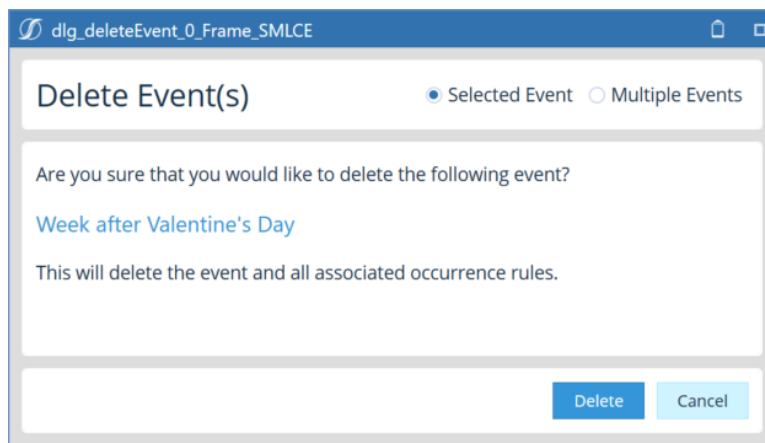 dlg_deleteEvent_0_Frame_SMLCE
Delete Event(s)
Selected Event
Multiple Events
Are you sure that you would like to delete the following event?
Week after Valentine's Day
This will delete the event and all associated occurrence rules.
Delete
Cancel